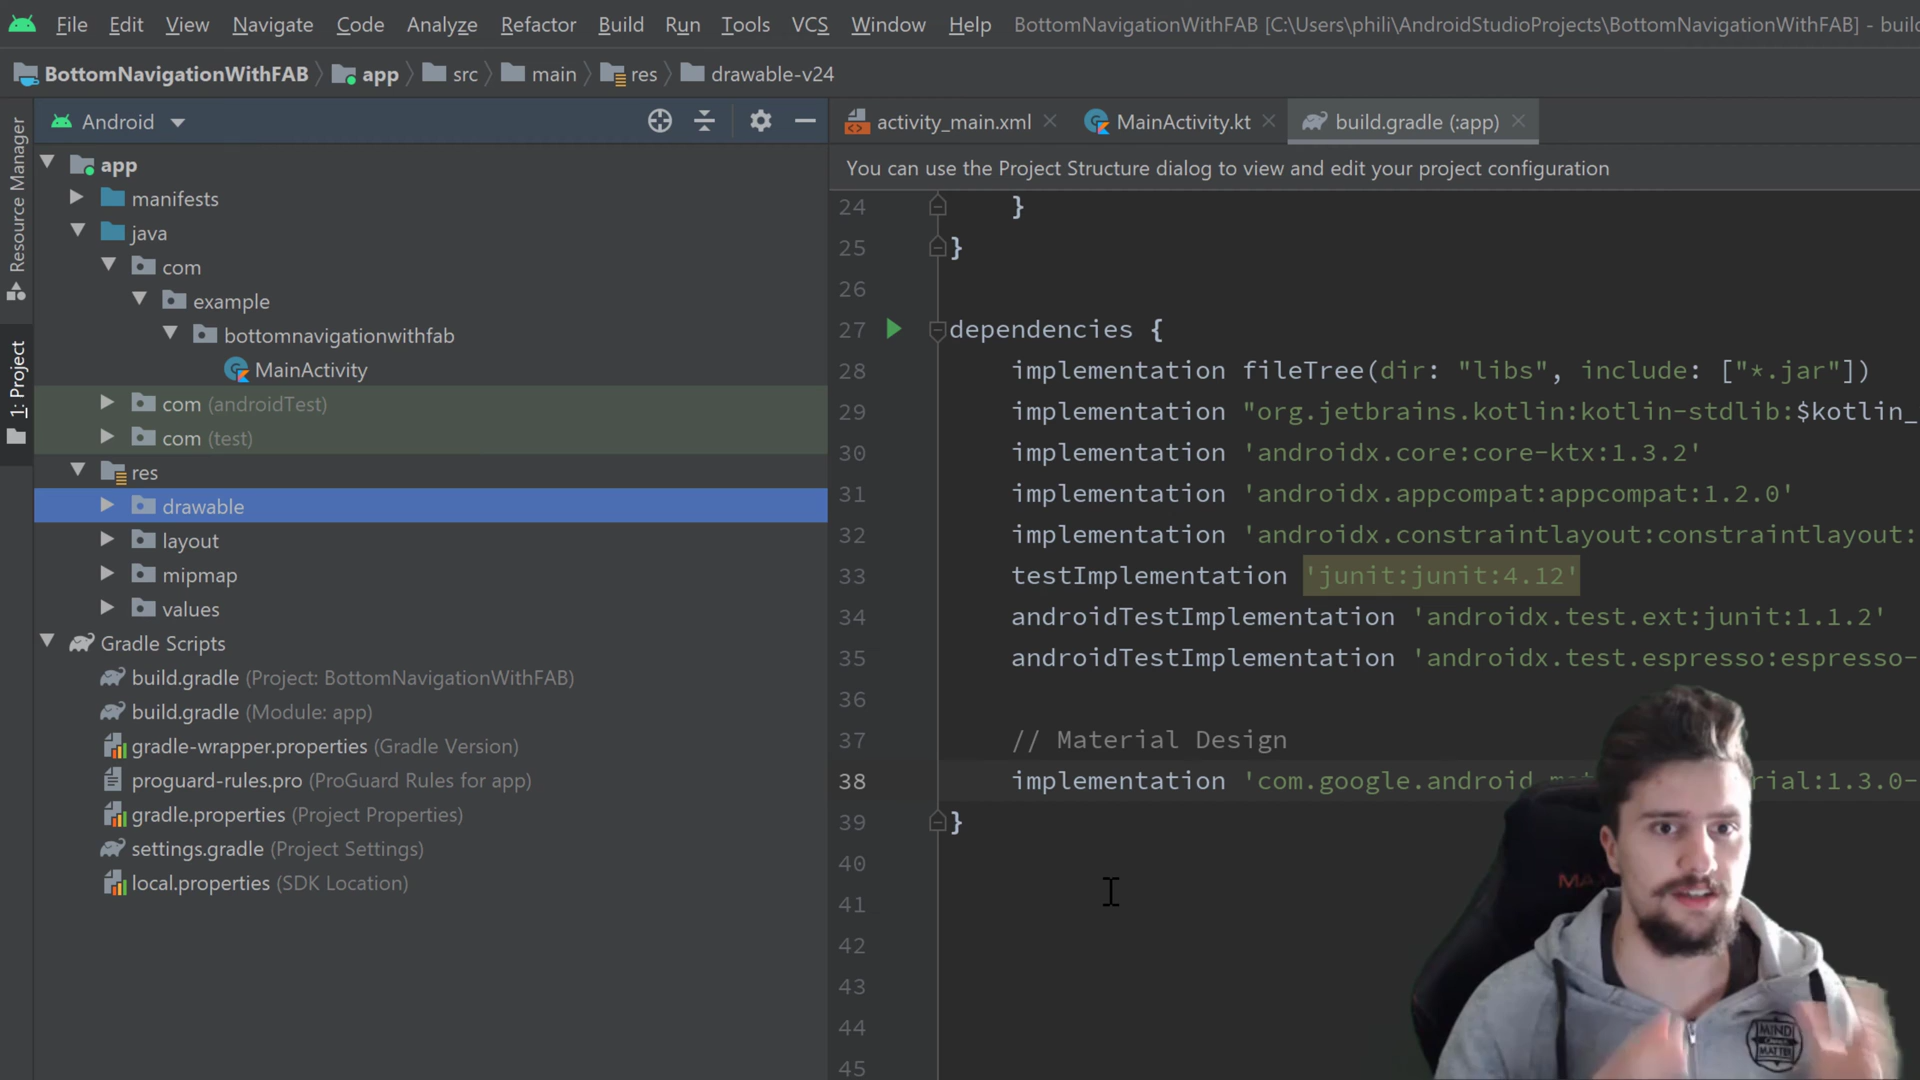 File Edit View Navigate Code Analyze Refactor Build Run Tools VCS Window Help BottomNavigationWithFAB [C:\Users\phili\AndroidStudioProjects\BottomNavigationWithFAB] - build
BottomNavigationWithFAB app src main res drawable-v24
Resource Manager
1: Project
Android
app
manifests
java
com
example
bottomnavigationwithfab
MainActivity
com (androidTest)
com (test)
res
drawable
layout
mipmap
values
Gradle Scripts
build.gradle (Project: BottomNavigationWithFAB)
build.gradle (Module: app)
gradle-wrapper.properties (Gradle Version)
proguard-rules.pro (ProGuard Rules for app)
gradle.properties (Project Properties)
settings.gradle (Project Settings)
local.properties (SDK Location)
activity_main.xml MainActivity.kt build.gradle (:app)
You can use the Project Structure dialog to view and edit your project configuration
24 }
25 }
26
27 dependencies {
28 implementation fileTree(dir: "libs", include: ["*.jar"])
29 implementation "org.jetbrains.kotlin:kotlin-stdlib:$kotlin_
30 implementation 'androidx.core:core-ktx:1.3.2'
31 implementation 'androidx.appcompat:appcompat:1.2.0'
32 implementation 'androidx.constraintlayout:constraintlayout:
33 testImplementation 'junit:junit:4.12'
34 androidTestImplementation 'androidx.test.ext:junit:1.1.2'
35 androidTestImplementation 'androidx.test.espresso:espresso-
36
37 // Material Design
38 implementation 'com.google.android rial:1.3.0-
39 }
40
41
42
43
44
45
MIND
MATTER